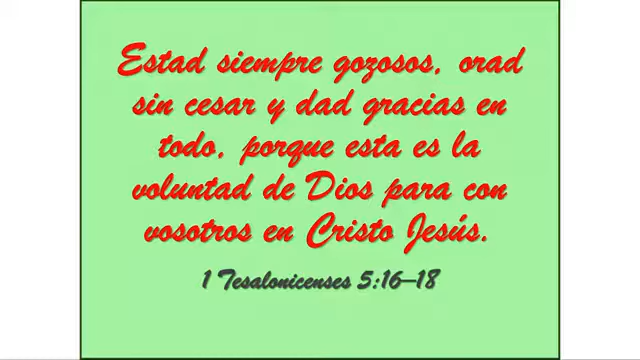 Estad siempre gozosos, orad
sin cesar y dad gracias en
todo, porque esta es la
voluntad de Dios para con
vosotros en Cristo Jesús.
1 Tesalonicenses 5:16–18